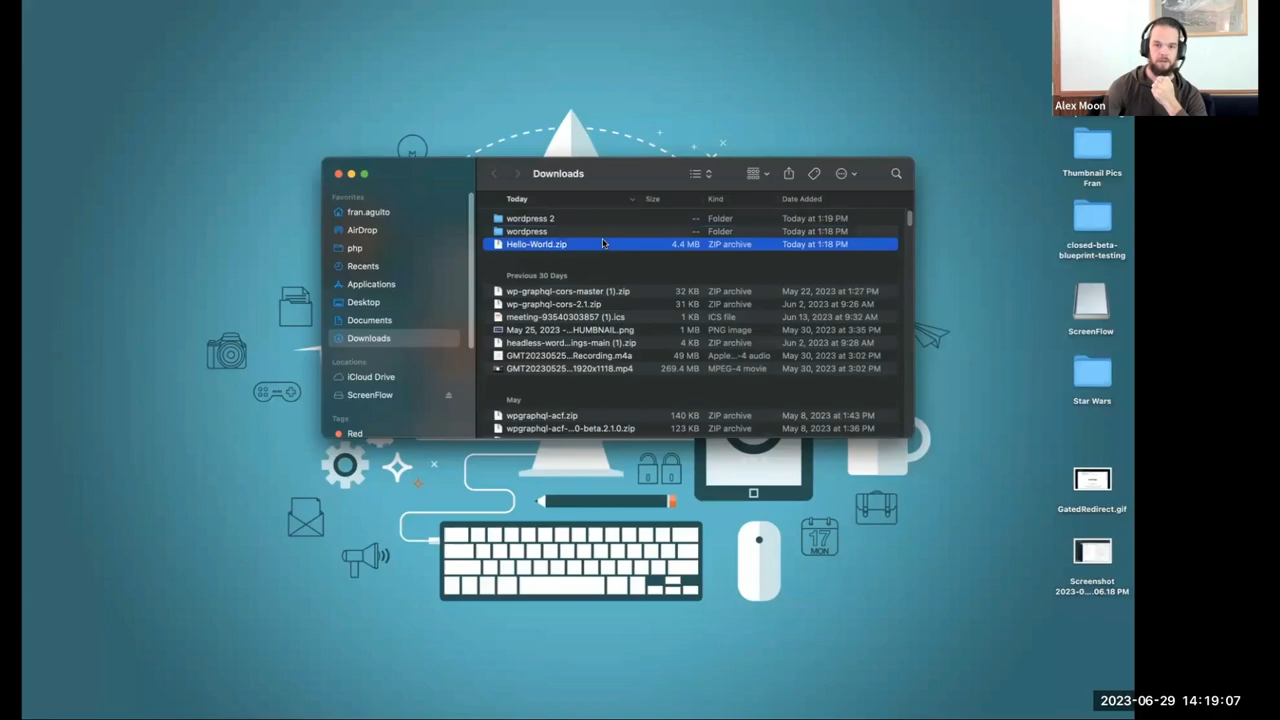 Alex Moon
Downloads
Favorites
fran.agulto
AirDrop
php
Recents
Applications
Desktop
Documents
Downloads
Locations
iCloud Drive
ScreenFlow
Tags
Red
Today Size Kind Date Added
wordpress 2 -- Folder Today at 1:19 PM
wordpress -- Folder Today at 1:18 PM
Hello-World.zip 4.4 MB ZIP archive Today at 1:18 PM
Previous 30 Days
wp-graphql-cors-master (1).zip 32 KB ZIP archive May 22, 2023 at 1:27 PM
wp-graphql-cors-2.1.zip 31 KB ZIP archive Jun 2, 2023 at 9:26 AM
meeting-93540303857 (1).ics 1 KB ICS file Jun 13, 2023 at 9:32 AM
May 25, 2023 -...HUMBNAIL.png 1 MB PNG image May 30, 2023 at 3:35 PM
headless-word...ings-main (1).zip 4 KB ZIP archive Jun 2, 2023 at 9:26 AM
GMT20230525...Recording.m4a 49 MB Apple...-4 audio May 30, 2023 at 3:02 PM
GMT20230525...1920x1118.mp4 269.4 MB MPEG-4 movie May 30, 2023 at 3:02 PM
May
wpgraphql-acf.zip 140 KB ZIP archive May 8, 2023 at 1:43 PM
wpgraphql-acf-...0-beta.2.1.0.zip 123 KB ZIP archive May 8, 2023 at 1:36 PM
Thumbnail Pics
Fran
closed-beta-
blueprint-testing
ScreenFlow
Star Wars
GatedRedirect.gif
Screenshot
2023-0....06.18 PM
17
MON
2023-06-29 14:19:07